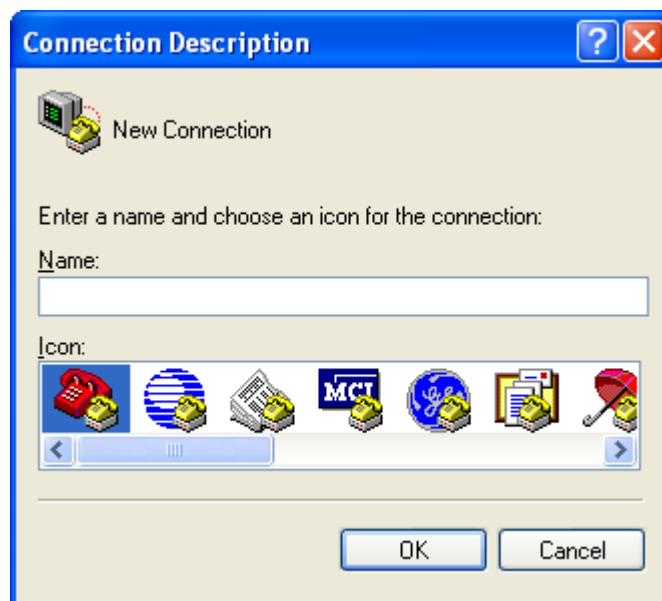 Connection Description
New Connection
Enter a name and choose an icon for the connection:
Name:
Icon:
MCI
OK
Cancel